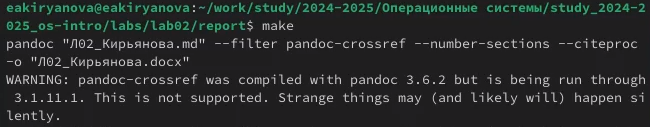 eakiryanova@eakiryanova:~/work/study/2024-2025/Операционные системы/study_2024-2
025_os-intro/labs/lab02/report$ make
pandoc "Л02_Кирьянова.md" --filter pandoc-crossref --number-sections --citeproc
-o "Л02_Кирьянова.docx"
WARNING: pandoc-crossref was compiled with pandoc 3.6.2 but is being run through
 3.1.11.1. This is not supported. Strange things may (and likely will) happen si
lently.